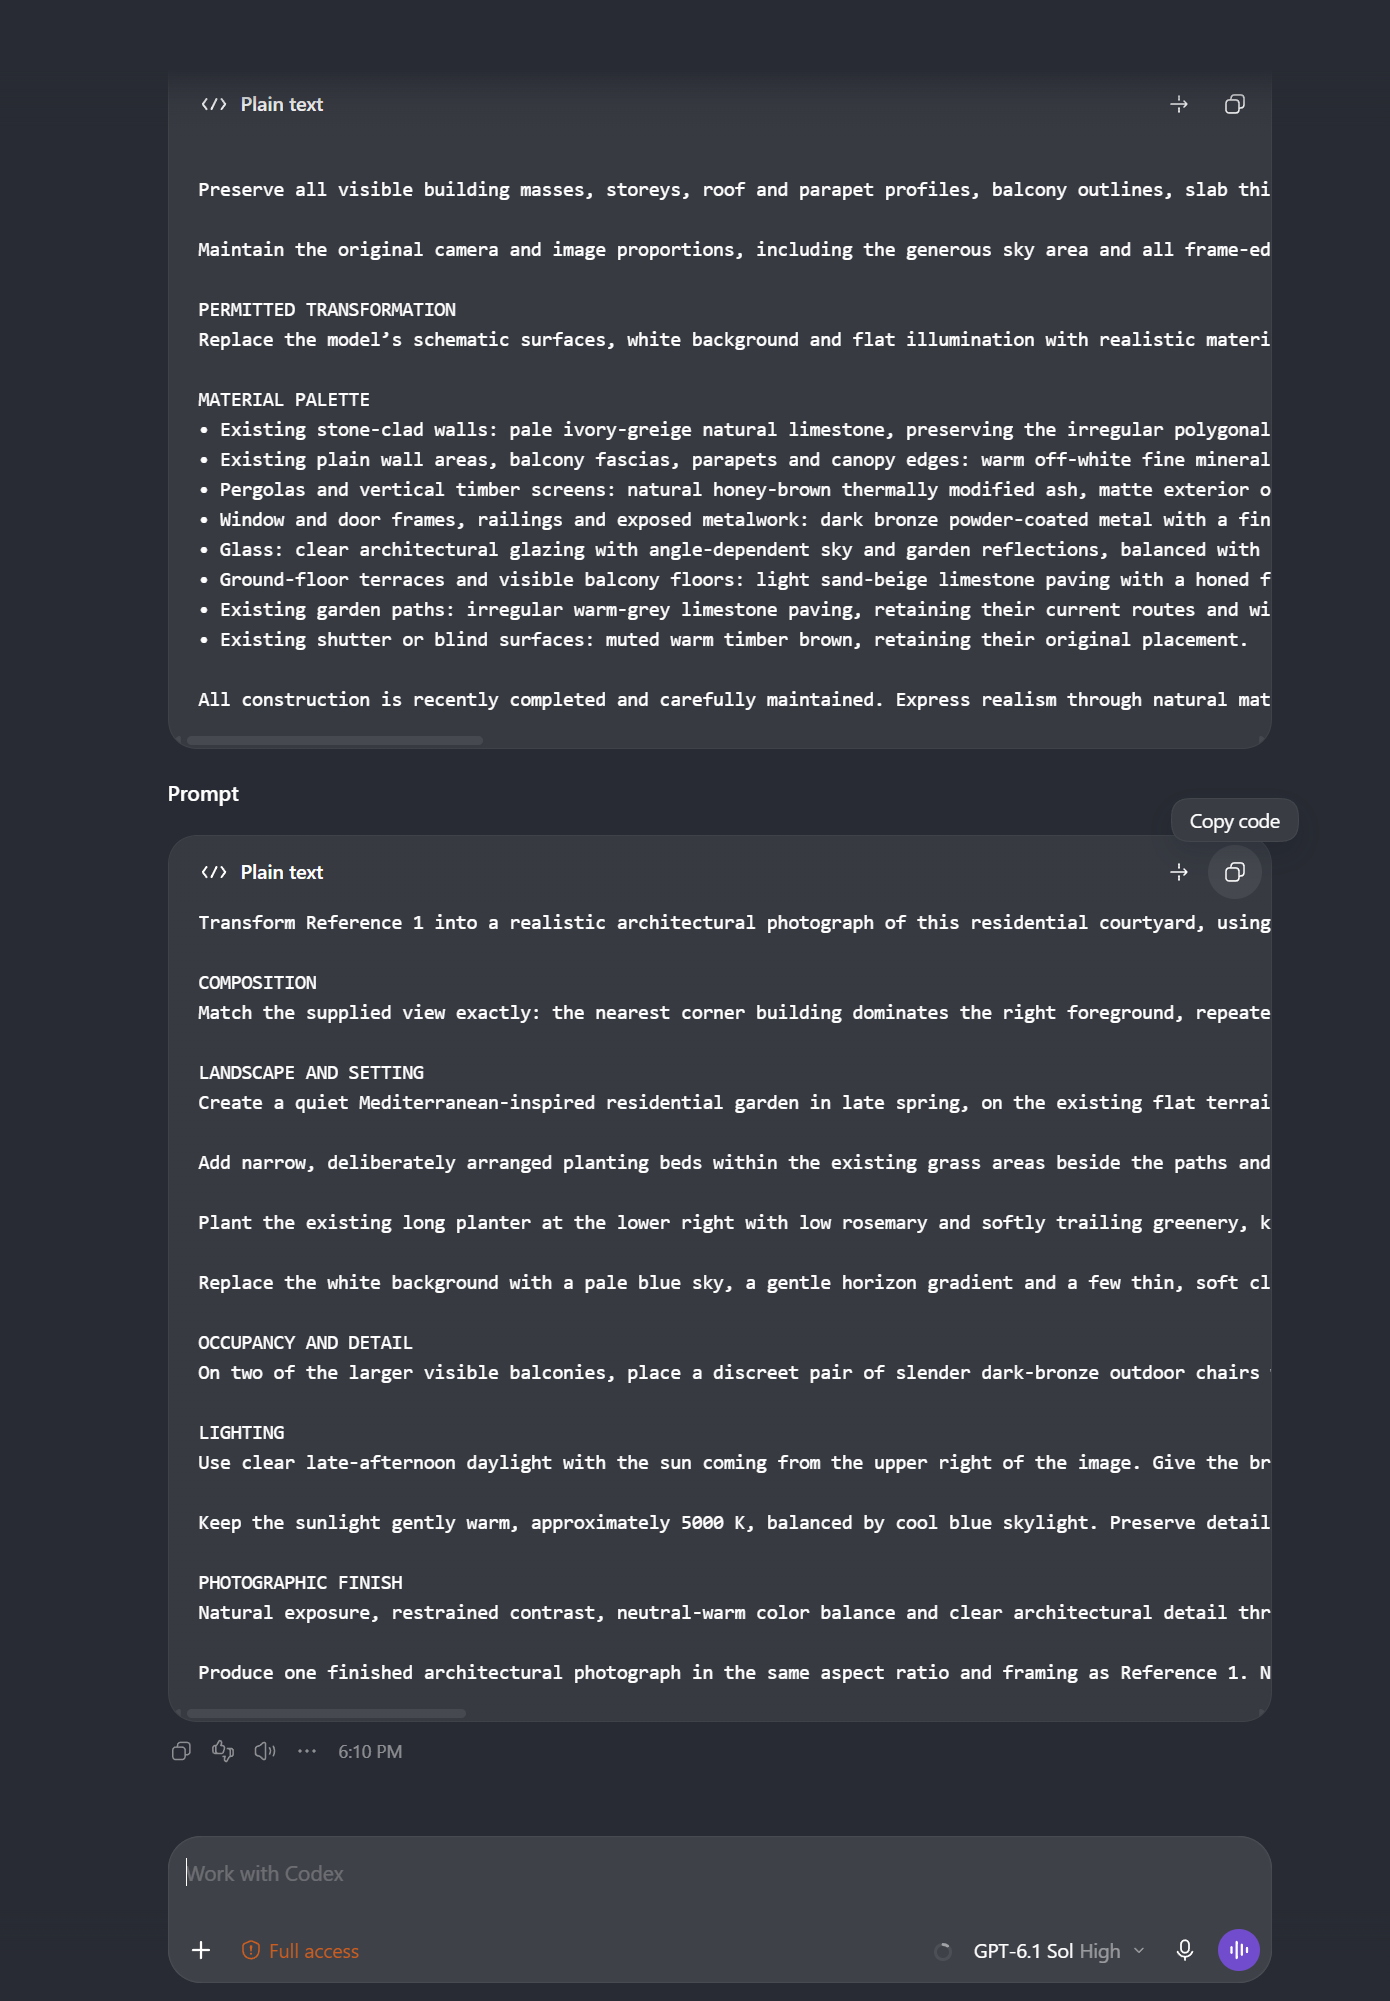 </> Plain text
Preserve all visible building masses, storeys, roof and parapet profiles, balcony outlines, slab thi
Maintain the original camera and image proportions, including the generous sky area and all frame-ed
PERMITTED TRANSFORMATION
Replace the model’s schematic surfaces, white background and flat illumination with realistic materi
MATERIAL PALETTE
• Existing stone-clad walls: pale ivory-greige natural limestone, preserving the irregular polygonal
• Existing plain wall areas, balcony fascias, parapets and canopy edges: warm off-white fine mineral
• Pergolas and vertical timber screens: natural honey-brown thermally modified ash, matte exterior o
• Window and door frames, railings and exposed metalwork: dark bronze powder-coated metal with a fin
• Glass: clear architectural glazing with angle-dependent sky and garden reflections, balanced with
• Ground-floor terraces and visible balcony floors: light sand-beige limestone paving with a honed f
• Existing garden paths: irregular warm-grey limestone paving, retaining their current routes and wi
• Existing shutter or blind surfaces: muted warm timber brown, retaining their original placement.
All construction is recently completed and carefully maintained. Express realism through natural mat
Prompt
Copy code
</> Plain text
Transform Reference 1 into a realistic architectural photograph of this residential courtyard, using
COMPOSITION
Match the supplied view exactly: the nearest corner building dominates the right foreground, repeate
LANDSCAPE AND SETTING
Create a quiet Mediterranean-inspired residential garden in late spring, on the existing flat terrai
Add narrow, deliberately arranged planting beds within the existing grass areas beside the paths and
Plant the existing long planter at the lower right with low rosemary and softly trailing greenery, k
Replace the white background with a pale blue sky, a gentle horizon gradient and a few thin, soft cl
OCCUPANCY AND DETAIL
On two of the larger visible balconies, place a discreet pair of slender dark-bronze outdoor chairs
LIGHTING
Use clear late-afternoon daylight with the sun coming from the upper right of the image. Give the br
Keep the sunlight gently warm, approximately 5000 K, balanced by cool blue skylight. Preserve detail
PHOTOGRAPHIC FINISH
Natural exposure, restrained contrast, neutral-warm color balance and clear architectural detail thr
Produce one finished architectural photograph in the same aspect ratio and framing as Reference 1. N
6:10 PM
Work with Codex
Full access
GPT-6.1 Sol High